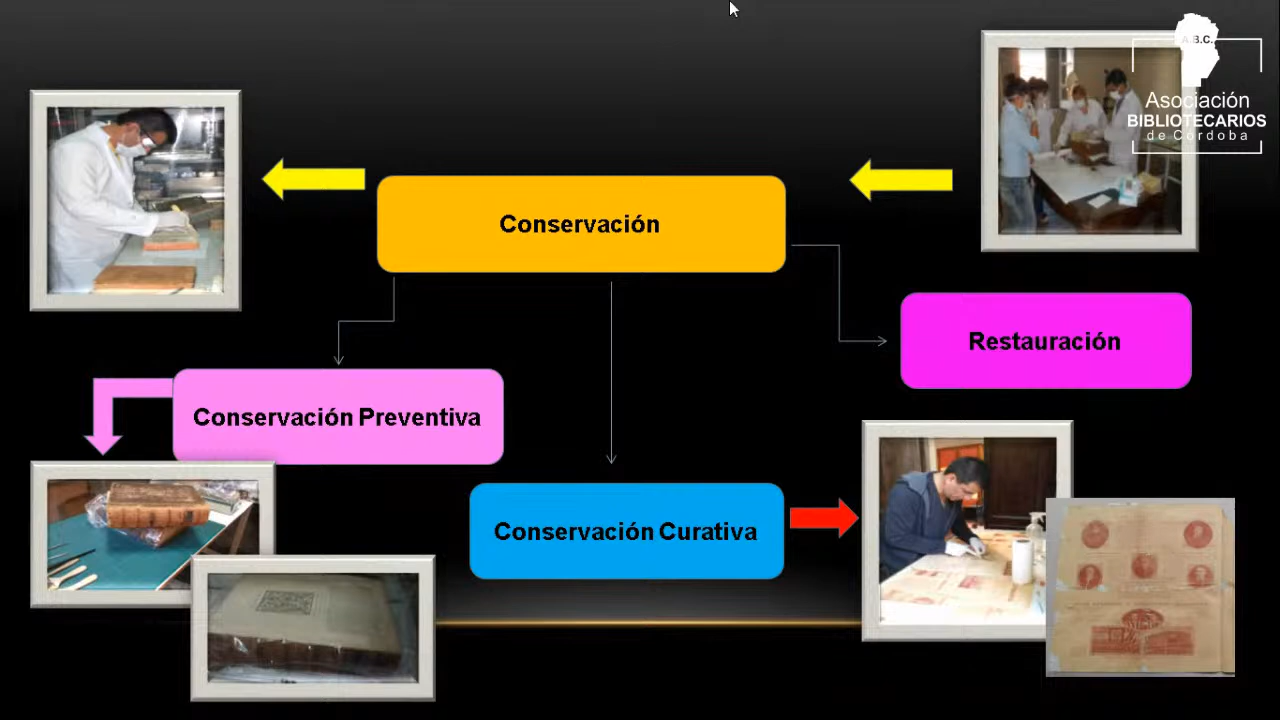 A.B.C.
Asociación
BIBLIOTECARIOS
de Córdoba
Conservación
Restauración
Conservación Preventiva
Conservación Curativa